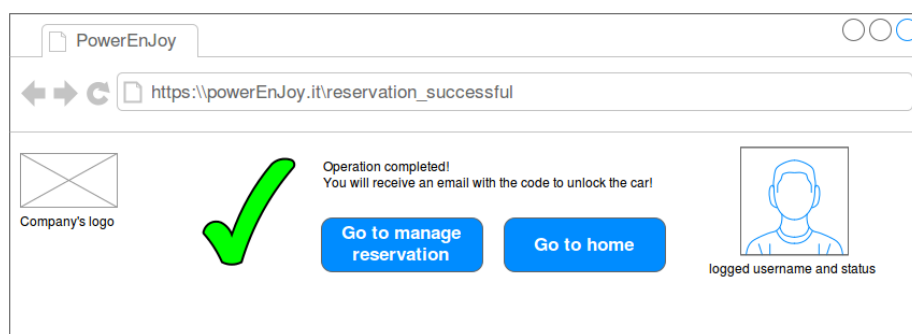 PowerEnJoy
https:\\powerEnJoy.it\reservation_successful
Operation completed!
You will receive an email with the code to unlock the car!
Company's logo
Go to manage
reservation
Go to home
logged username and status